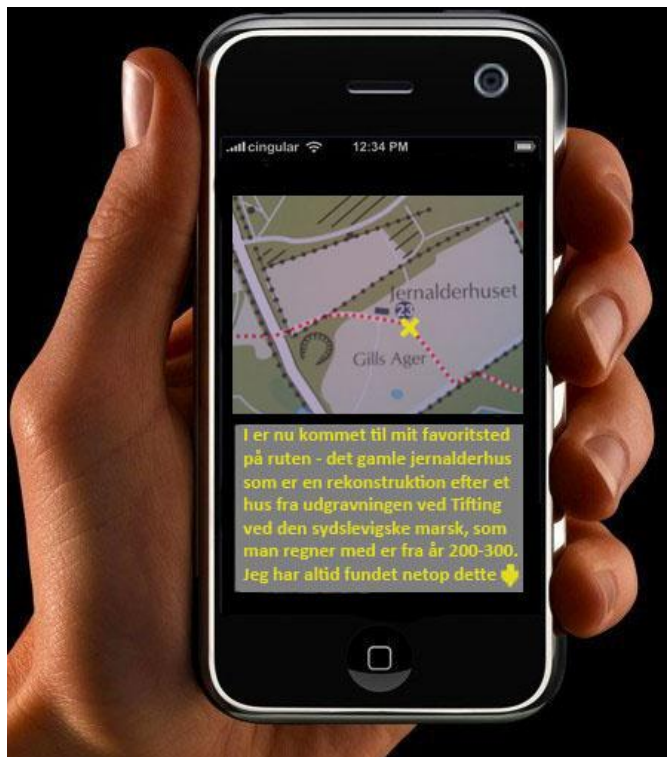 cingular 12:34 PM
Jernalderhuset
23
Gills Ager
I er nu kommet til mit favoritsted
på ruten - det gamle jernalderhus
som er en rekonstruktion efter et
hus fra udgravningen ved Tifting
ved den sydslevigske marsk, som
man regner med er fra år 200-300.
Jeg har altid fundet netop dette